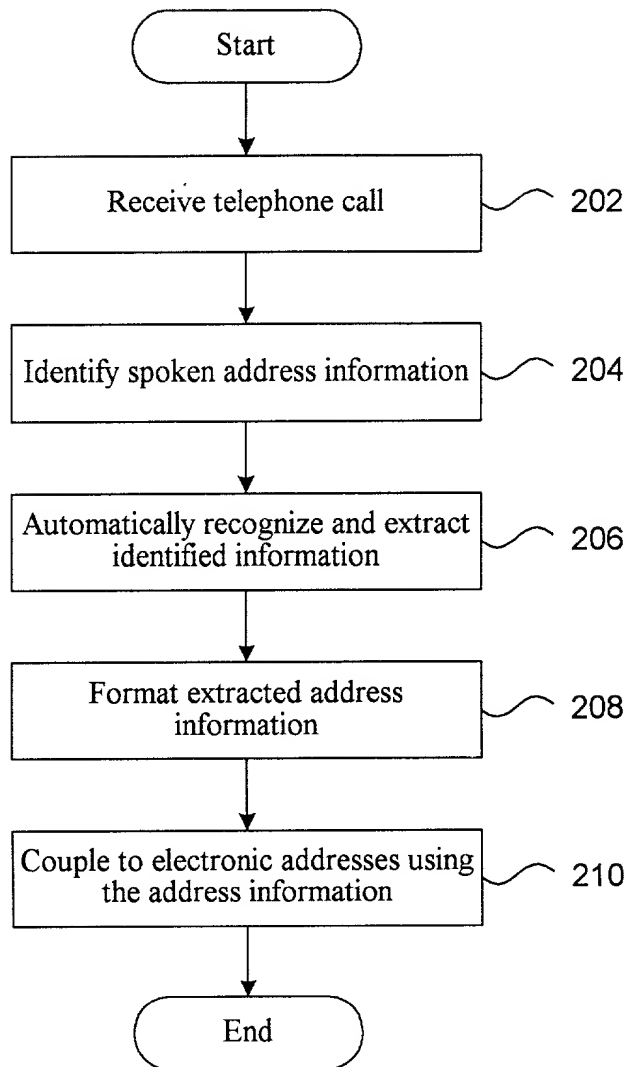 Start
Receive telephone call
202
Identify spoken address information
204
Automatically recognize and extract
identified information
206
Format extracted address
information
208
Couple to electronic addresses using
the address information
210
End